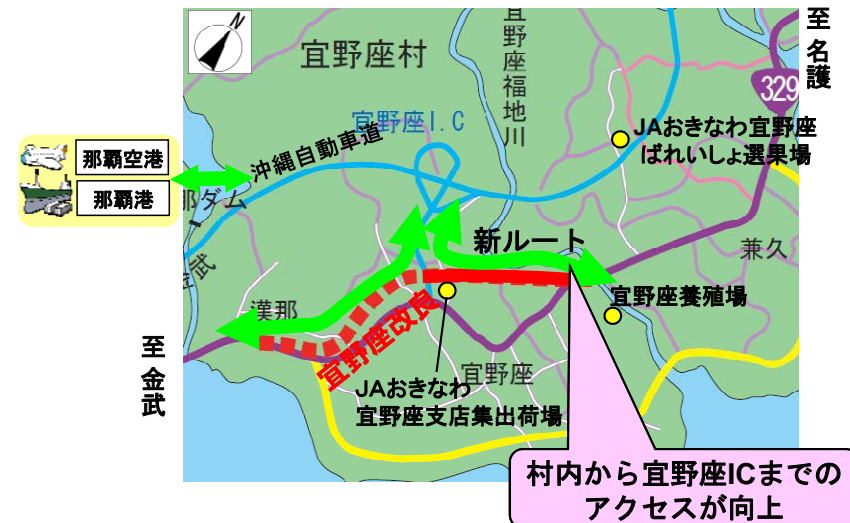 N
宜野座村
宜野座福地川
至名護
329
宜野座I.C
JAおきなわ宜野座
ばれいしょ選果場
沖縄自動車道
那覇空港
那覇港
那ダム
新ルート
兼久
漢那
宜野座養殖場
宜野座改良
宜野座
至金武
JAおきなわ
宜野座支店集出荷場
村内から宜野座ICまでの
アクセスが向上